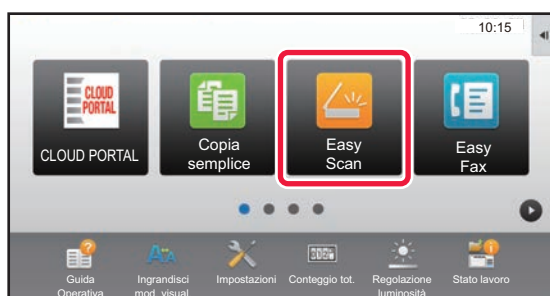 10:15
CLOUD
PORTAL
CLOUD PORTAL
Copia
semplice
Easy
Scan
Easy
Fax
Guida
Operativa
Ingrandisci
mod. visual.
Impostazioni
Conteggio tot.
Regolazione
luminosità
Stato lavoro